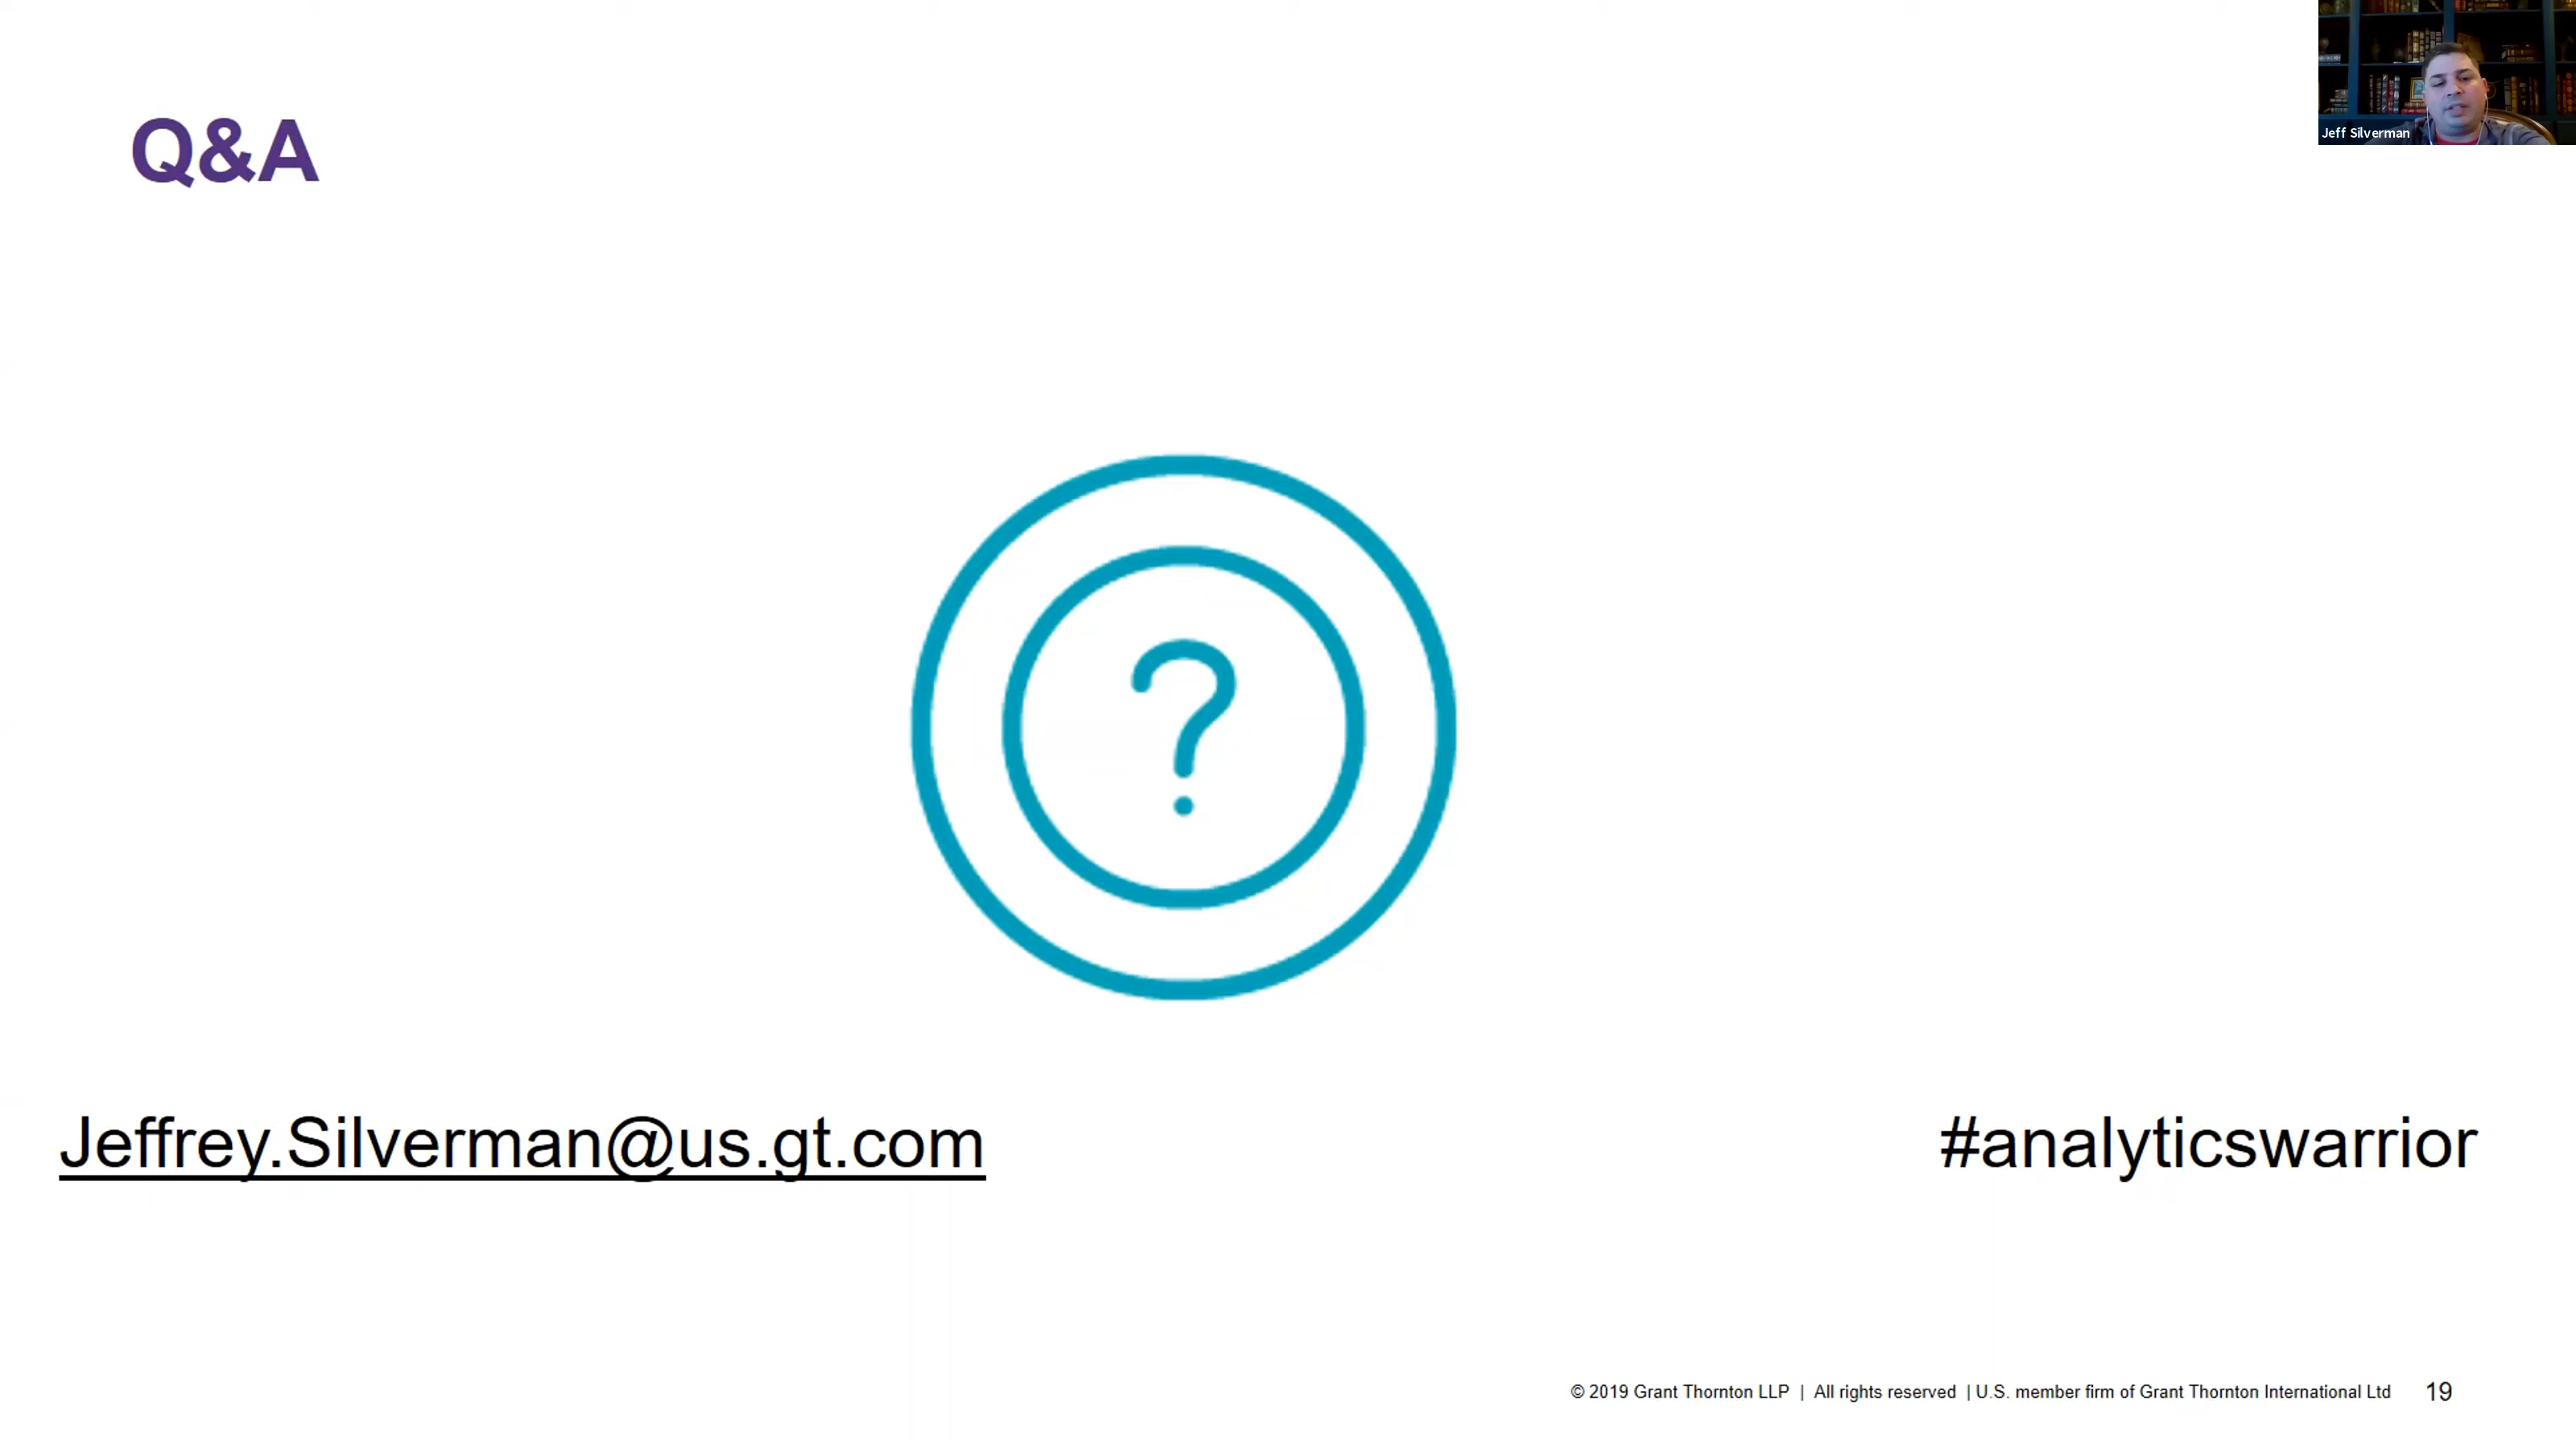 Jeff Silverman
Q&A
?
Jeffrey.Silverman@us.gt.com
#analyticswarrior
© 2019 Grant Thornton LLP | All rights reserved | U.S. member firm of Grant Thornton International Ltd 19